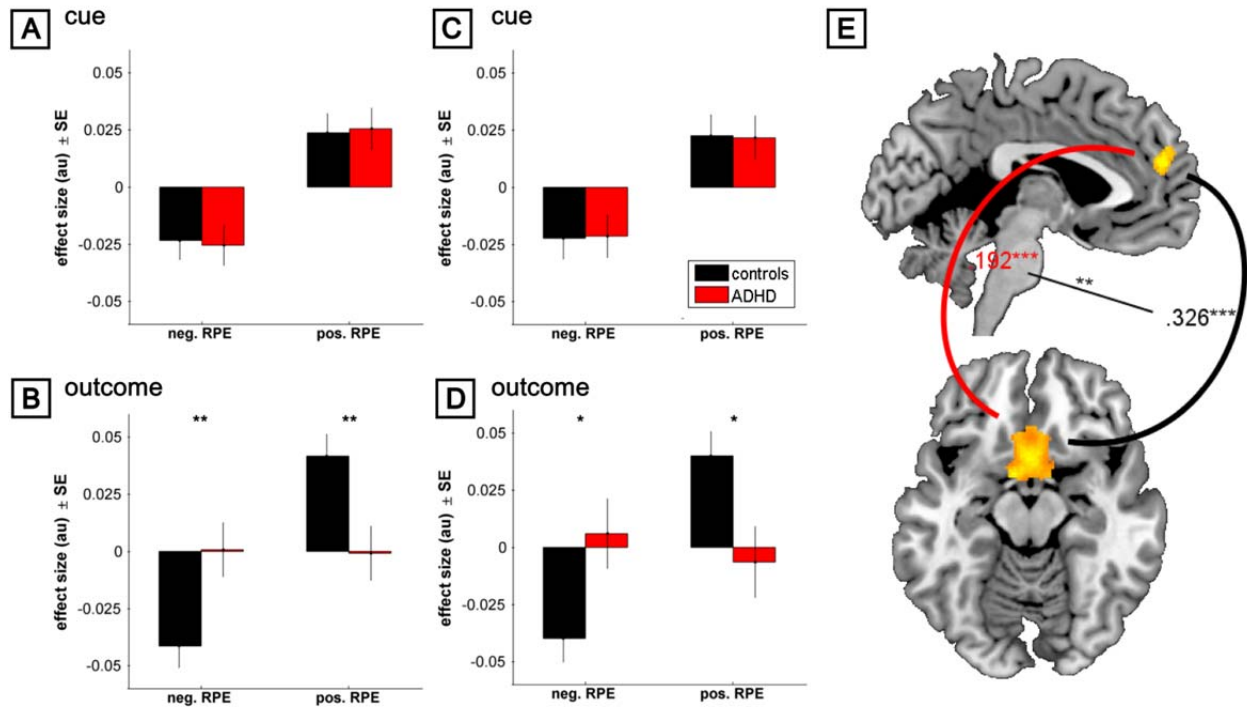 A cue
0.05
0.025
0
-0.025
-0.05
effect size (au) ± SE
neg. RPE pos. RPE
C cue
0.05
0.025
0
-0.025
-0.05
effect size (au) ± SE
controls
ADHD
neg. RPE pos. RPE
B outcome
** **
0.05
0.025
0
-0.025
-0.05
effect size (au) ± SE
neg. RPE pos. RPE
D outcome
* *
0.05
0.025
0
-0.025
-0.05
effect size (au) ± SE
neg. RPE pos. RPE
E
.192***
**
.326***